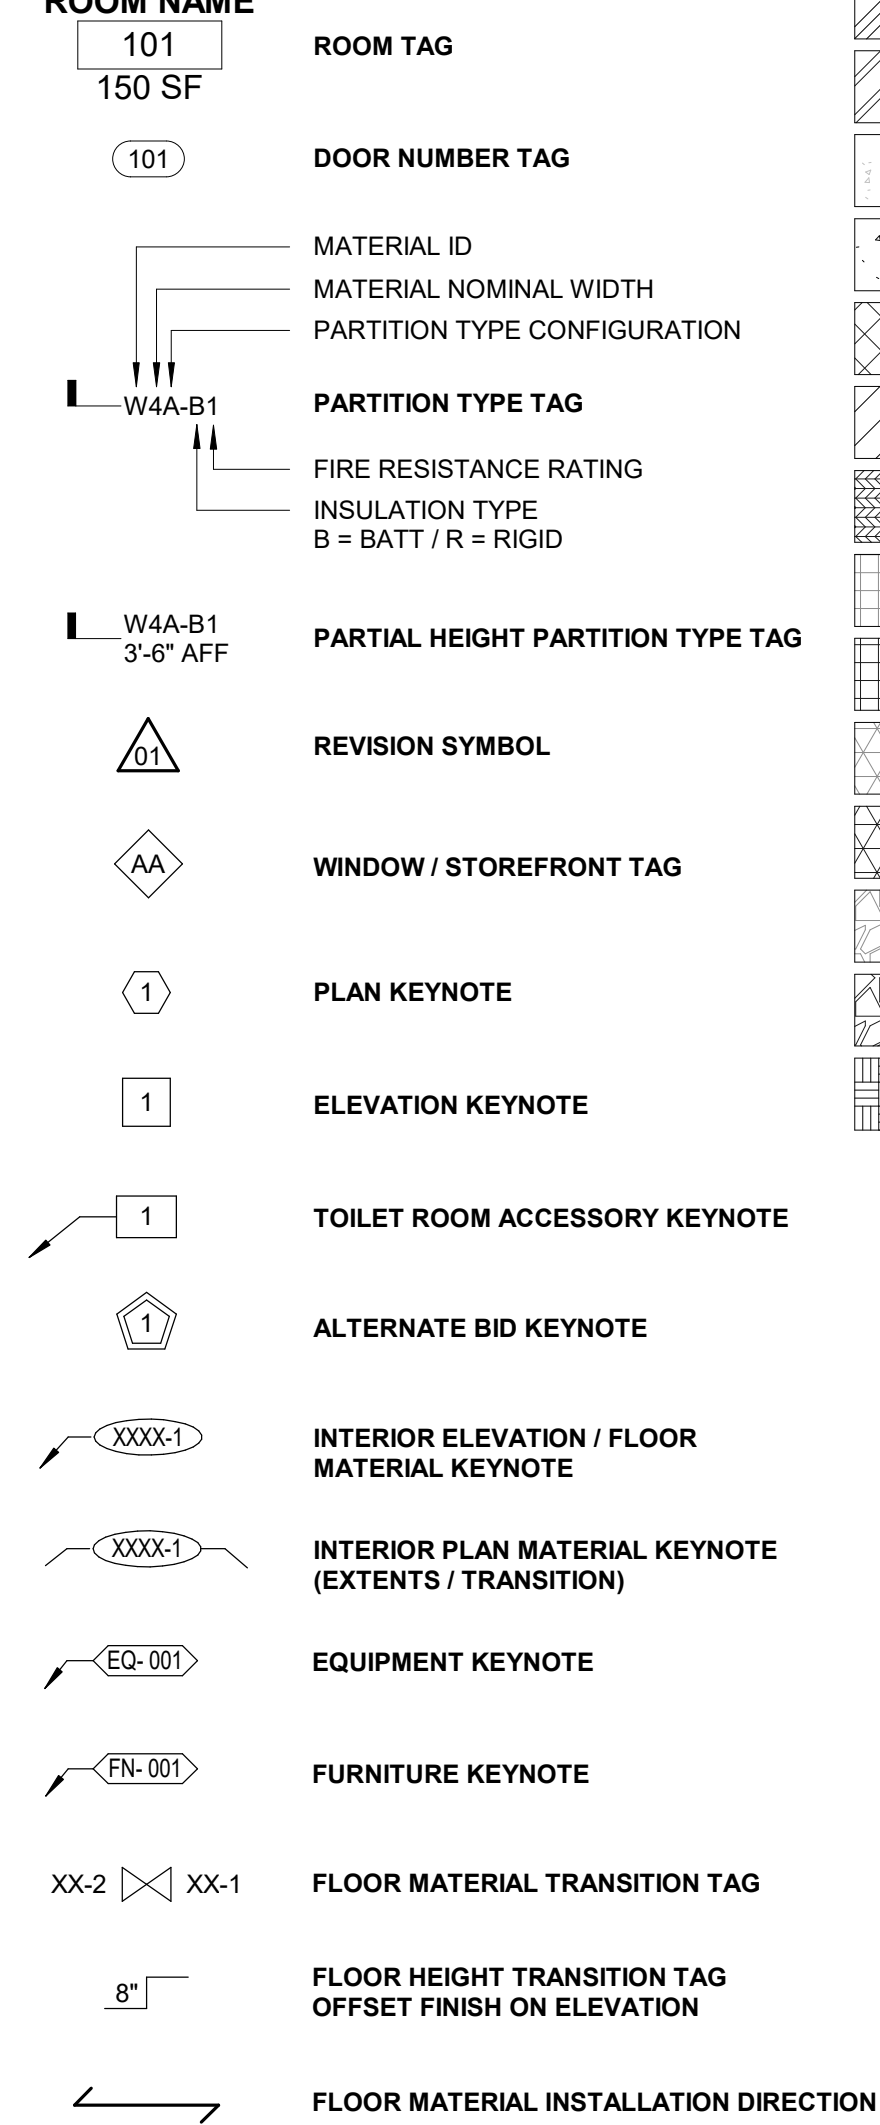 ROOM NAME
101
ROOM TAG
150 SF
101
DOOR NUMBER TAG
MATERIAL ID
MATERIAL NOMINAL WIDTH
PARTITION TYPE CONFIGURATION
W4A-B1
PARTITION TYPE TAG
FIRE RESISTANCE RATING
INSULATION TYPE
B = BATT / R = RIGID
W4A-B1
3'-6" AFF
PARTIAL HEIGHT PARTITION TYPE TAG
01
REVISION SYMBOL
AA
WINDOW / STOREFRONT TAG
1
PLAN KEYNOTE
1
ELEVATION KEYNOTE
1
TOILET ROOM ACCESSORY KEYNOTE
1
ALTERNATE BID KEYNOTE
XXXX-1
INTERIOR ELEVATION / FLOOR
MATERIAL KEYNOTE
XXXX-1
INTERIOR PLAN MATERIAL KEYNOTE
(EXTENTS / TRANSITION)
EQ- 001
EQUIPMENT KEYNOTE
FN- 001
FURNITURE KEYNOTE
XX-2 XX-1
FLOOR MATERIAL TRANSITION TAG
8"
FLOOR HEIGHT TRANSITION TAG
OFFSET FINISH ON ELEVATION
FLOOR MATERIAL INSTALLATION DIRECTION